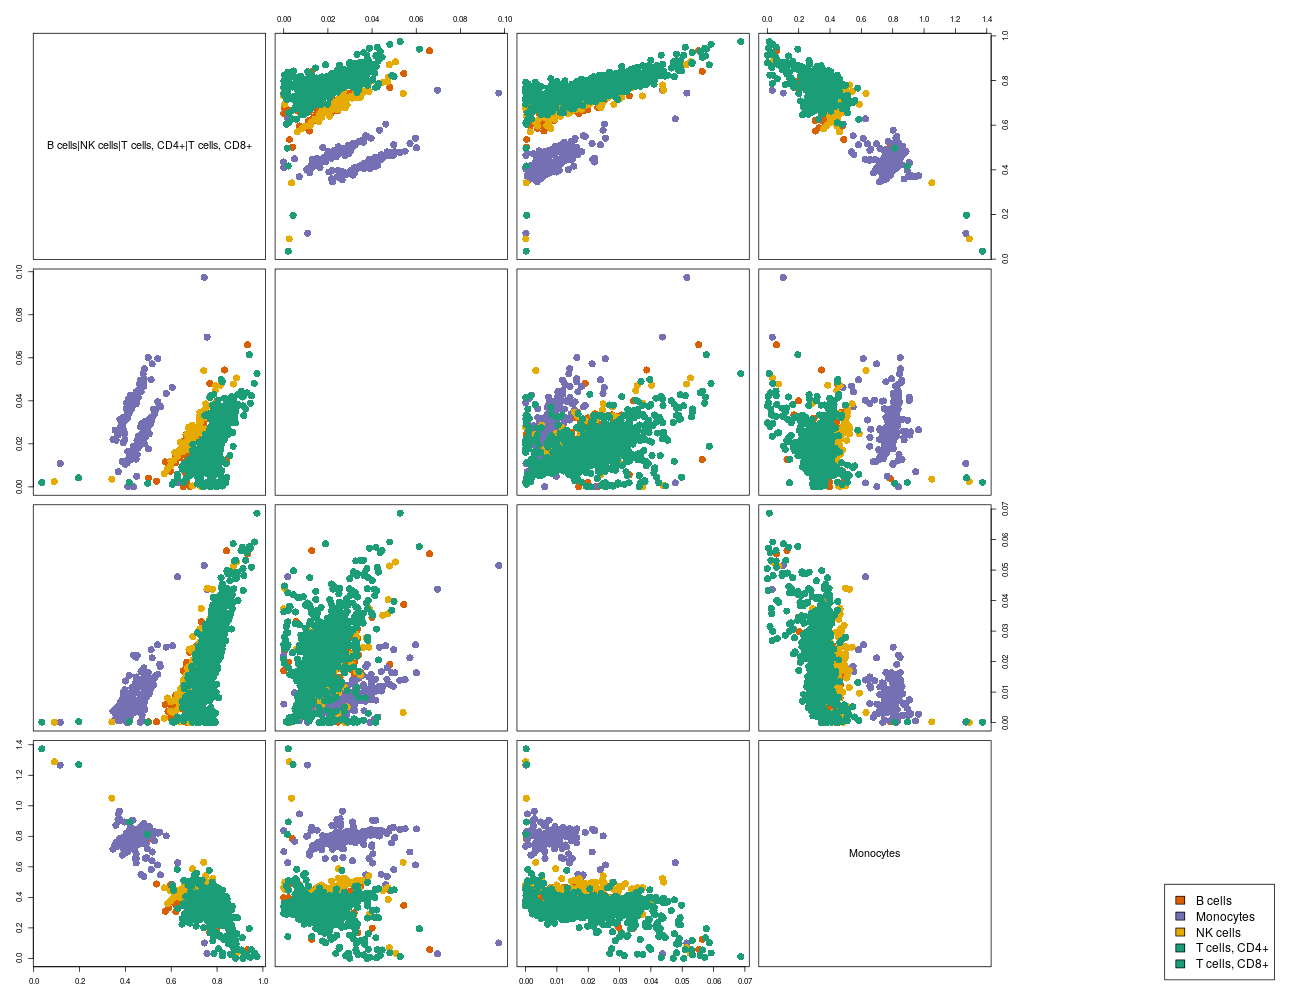 0.00 0.02 0.04 0.06 0.08 0.10
0.0 0.2 0.4 0.6 0.8 1.0 1.2 1.4
B cells|NK cells|T cells, CD4+|T cells, CD8+
0.0 0.2 0.4 0.6 0.8 1.0
0.00 0.02 0.04 0.06 0.08 0.10
0.00 0.01 0.02 0.03 0.04 0.05 0.06 0.07
0.0 0.2 0.4 0.6 0.8 1.0 1.2 1.4
Monocytes
0.0 0.2 0.4 0.6 0.8 1.0
0.00 0.01 0.02 0.03 0.04 0.05 0.06 0.07
B cells
Monocytes
NK cells
T cells, CD4+
T cells, CD8+